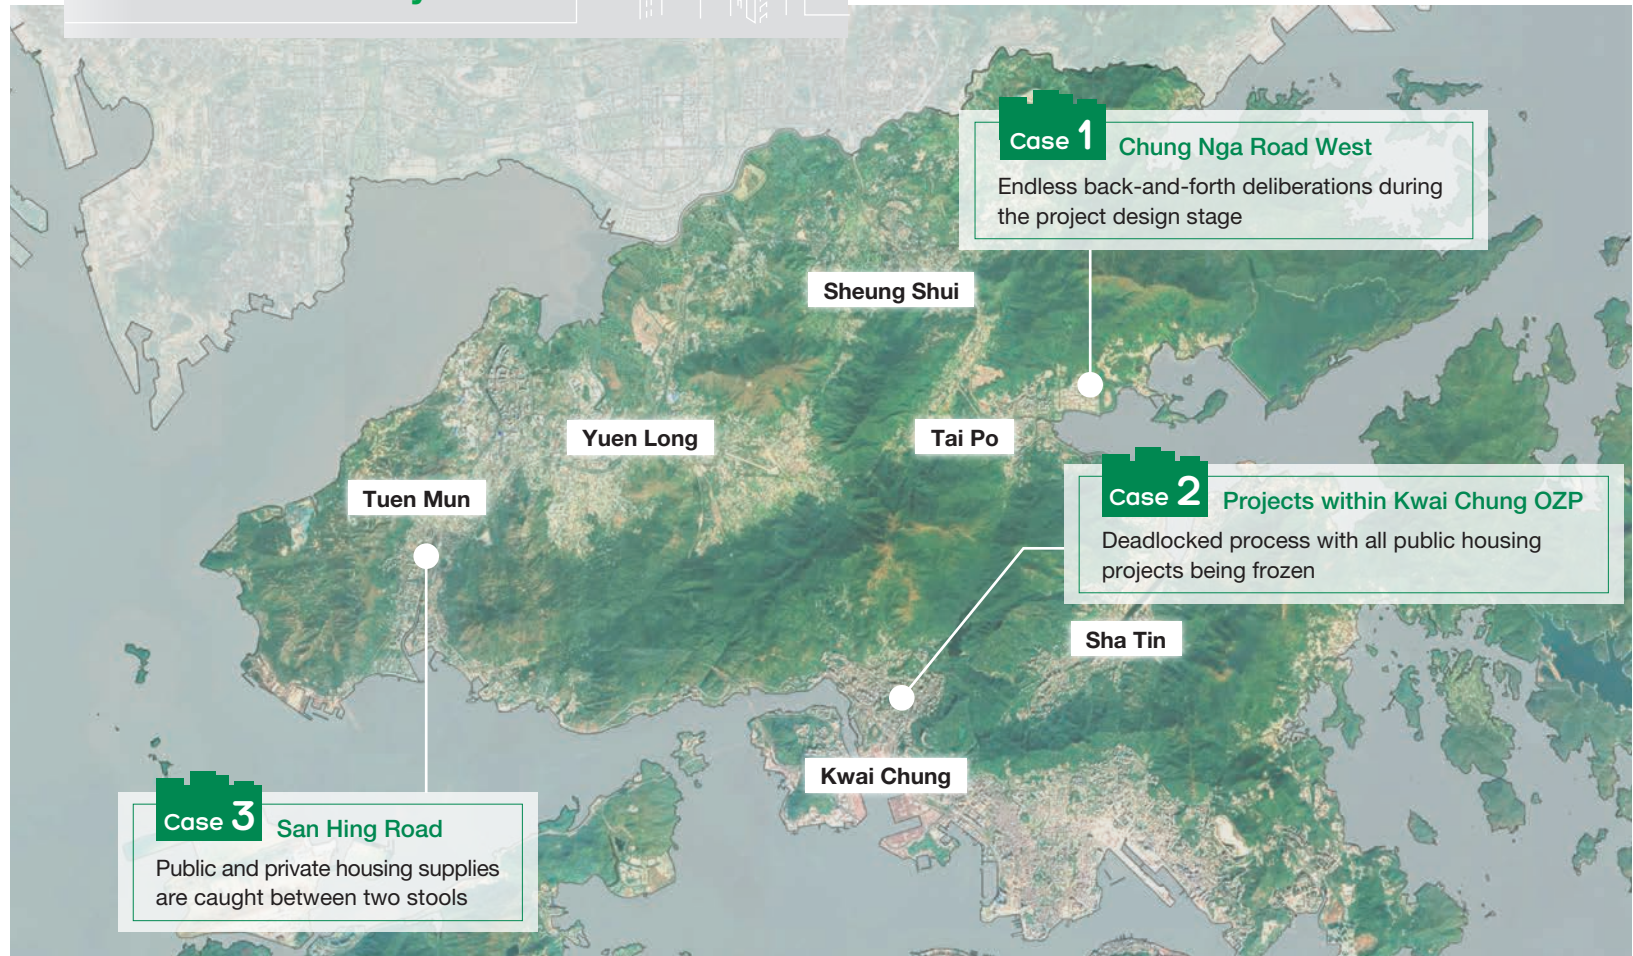 Case 1 Chung Nga Road West
Endless back-and-forth deliberations during
the project design stage
Sheung Shui
Yuen Long
Tai Po
Tuen Mun
Case 2 Projects within Kwai Chung OZP
Deadlocked process with all public housing
projects being frozen
Sha Tin
Kwai Chung
Case 3 San Hing Road
Public and private housing supplies
are caught between two stools